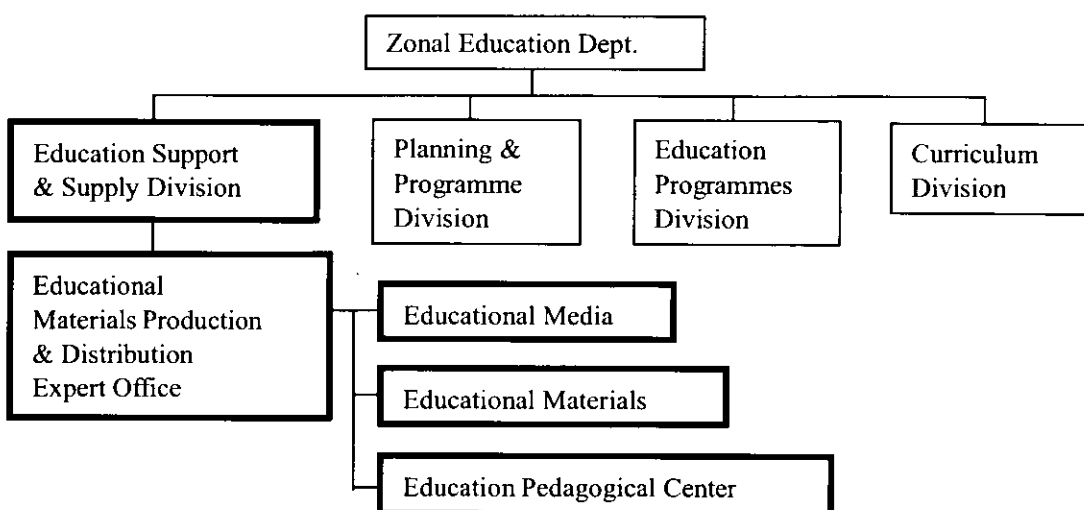 Zonal Education Dept.
Education Support
& Supply Division
Planning &
Programme
Division
Education
Programmes
Division
Curriculum
Division
Educational
Materials Production
& Distribution
Expert Office
Educational Media
Educational Materials
Education Pedagogical Center